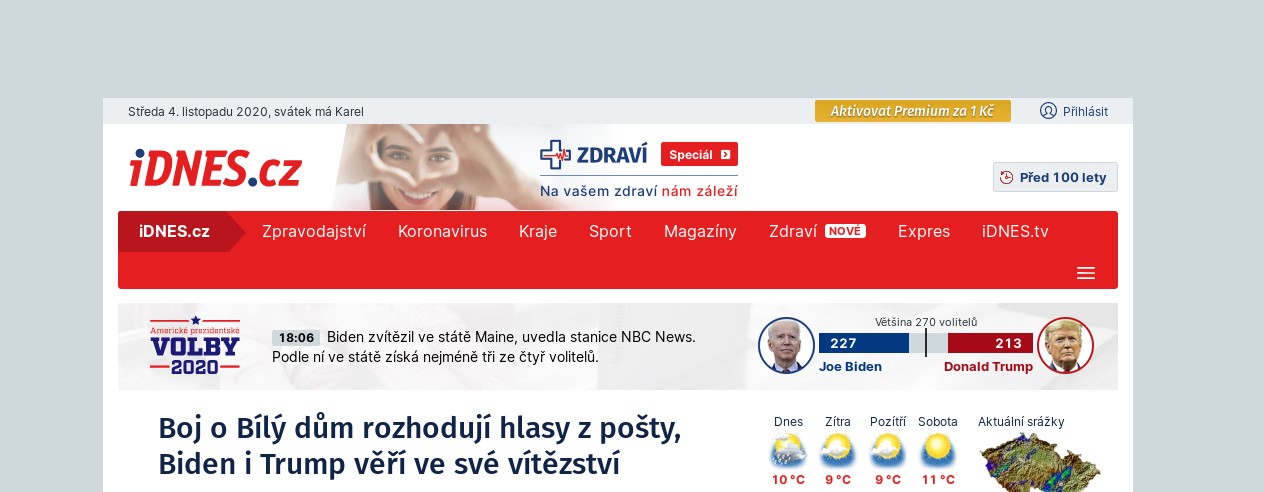 Středa 4. listopadu 2020, svátek má Karel
Aktivovat Premium za 1 Kč
Přihlásit
iDNES.cz
ZDRAVÍ
Speciál
Na vašem zdraví nám záleží
Před 100 lety
iDNES.cz
Zpravodajství
Koronavirus
Kraje
Sport
Magazíny
Zdraví NOVÉ
Expres
iDNES.tv
Americké prezidentské
VOLBY
2020
18:06 Biden zvítězil ve státě Maine, uvedla stanice NBC News.
Podle ní ve státě získá nejméně tři ze čtyř volitelů.
Většina 270 volitelů
227
213
Joe Biden
Donald Trump
Boj o Bílý dům rozhodují hlasy z pošty,
Biden i Trump věří ve své vítězství
Dnes
Zítra
Pozítří
Sobota
Aktuální srážky
10 °C
9 °C
9 °C
11 °C